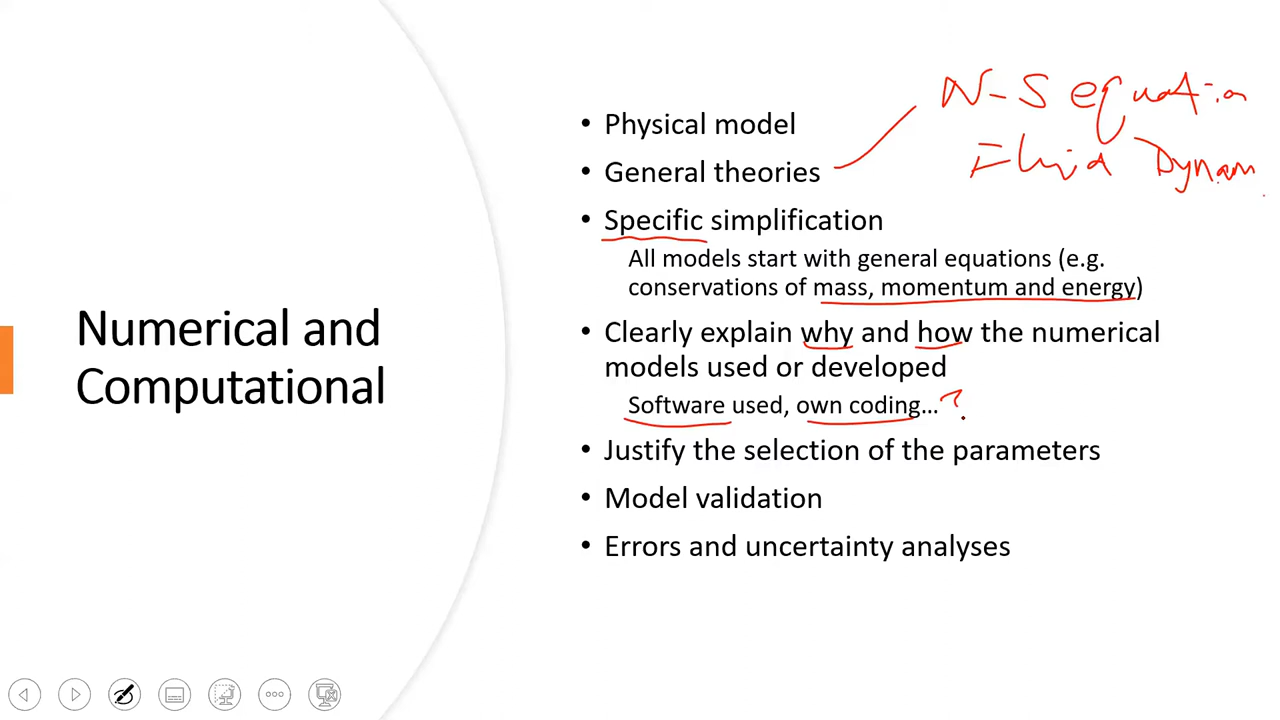 Numerical and
Computational
• Physical model
• General theories
N-S equation
Fluid Dynam
• Specific simplification
All models start with general equations (e.g.
conservations of mass, momentum and energy)
• Clearly explain why and how the numerical
models used or developed
Software used, own coding...?
• Justify the selection of the parameters
• Model validation
• Errors and uncertainty analyses